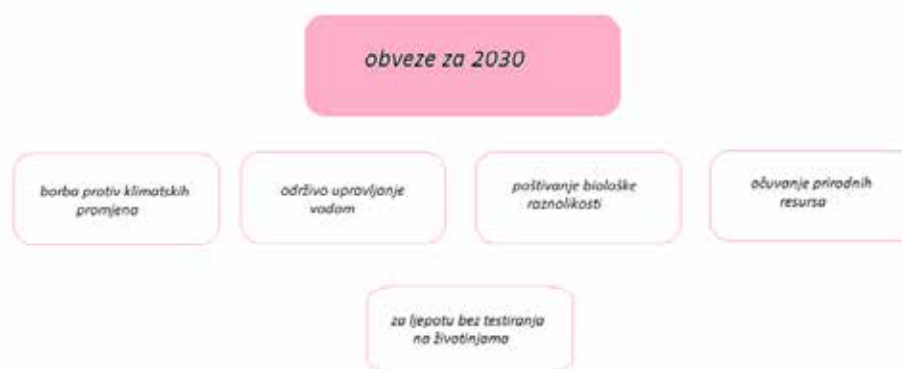 obveze za 2030
borba protiv klimatskih
promjena
održivo upravljanje
vodom
poštivanje biološke
raznolikosti
očuvanje prirodnih
resursa
za ljepotu bez testiranja
na životinjama